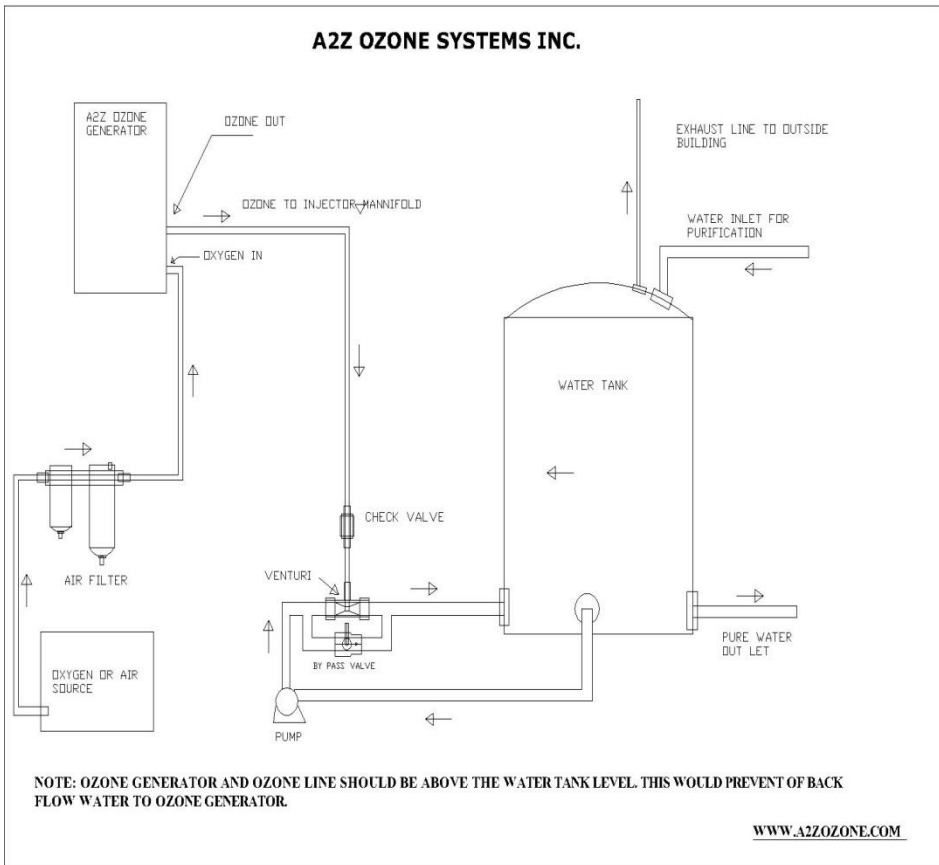 A2Z OZONE SYSTEMS INC.
A2Z OZONE
GENERATOR
OZONE OUT
EXHAUST LINE TO OUTSIDE
BUILDING
OZONE TO INJECTOR MANNIFOLD
WATER INLET FOR
PURIFICATION
OXYGEN IN
WATER TANK
CHECK VALVE
AIR FILTER
VENTURI
BY PASS VALVE
PURE WATER
OUT LET
OXYGEN OR AIR
SOURCE
PUMP
NOTE: OZONE GENERATOR AND OZONE LINE SHOULD BE ABOVE THE WATER TANK LEVEL. THIS WOULD PREVENT OF BACK
FLOW WATER TO OZONE GENERATOR.
WWW.A2ZOZONE.COM